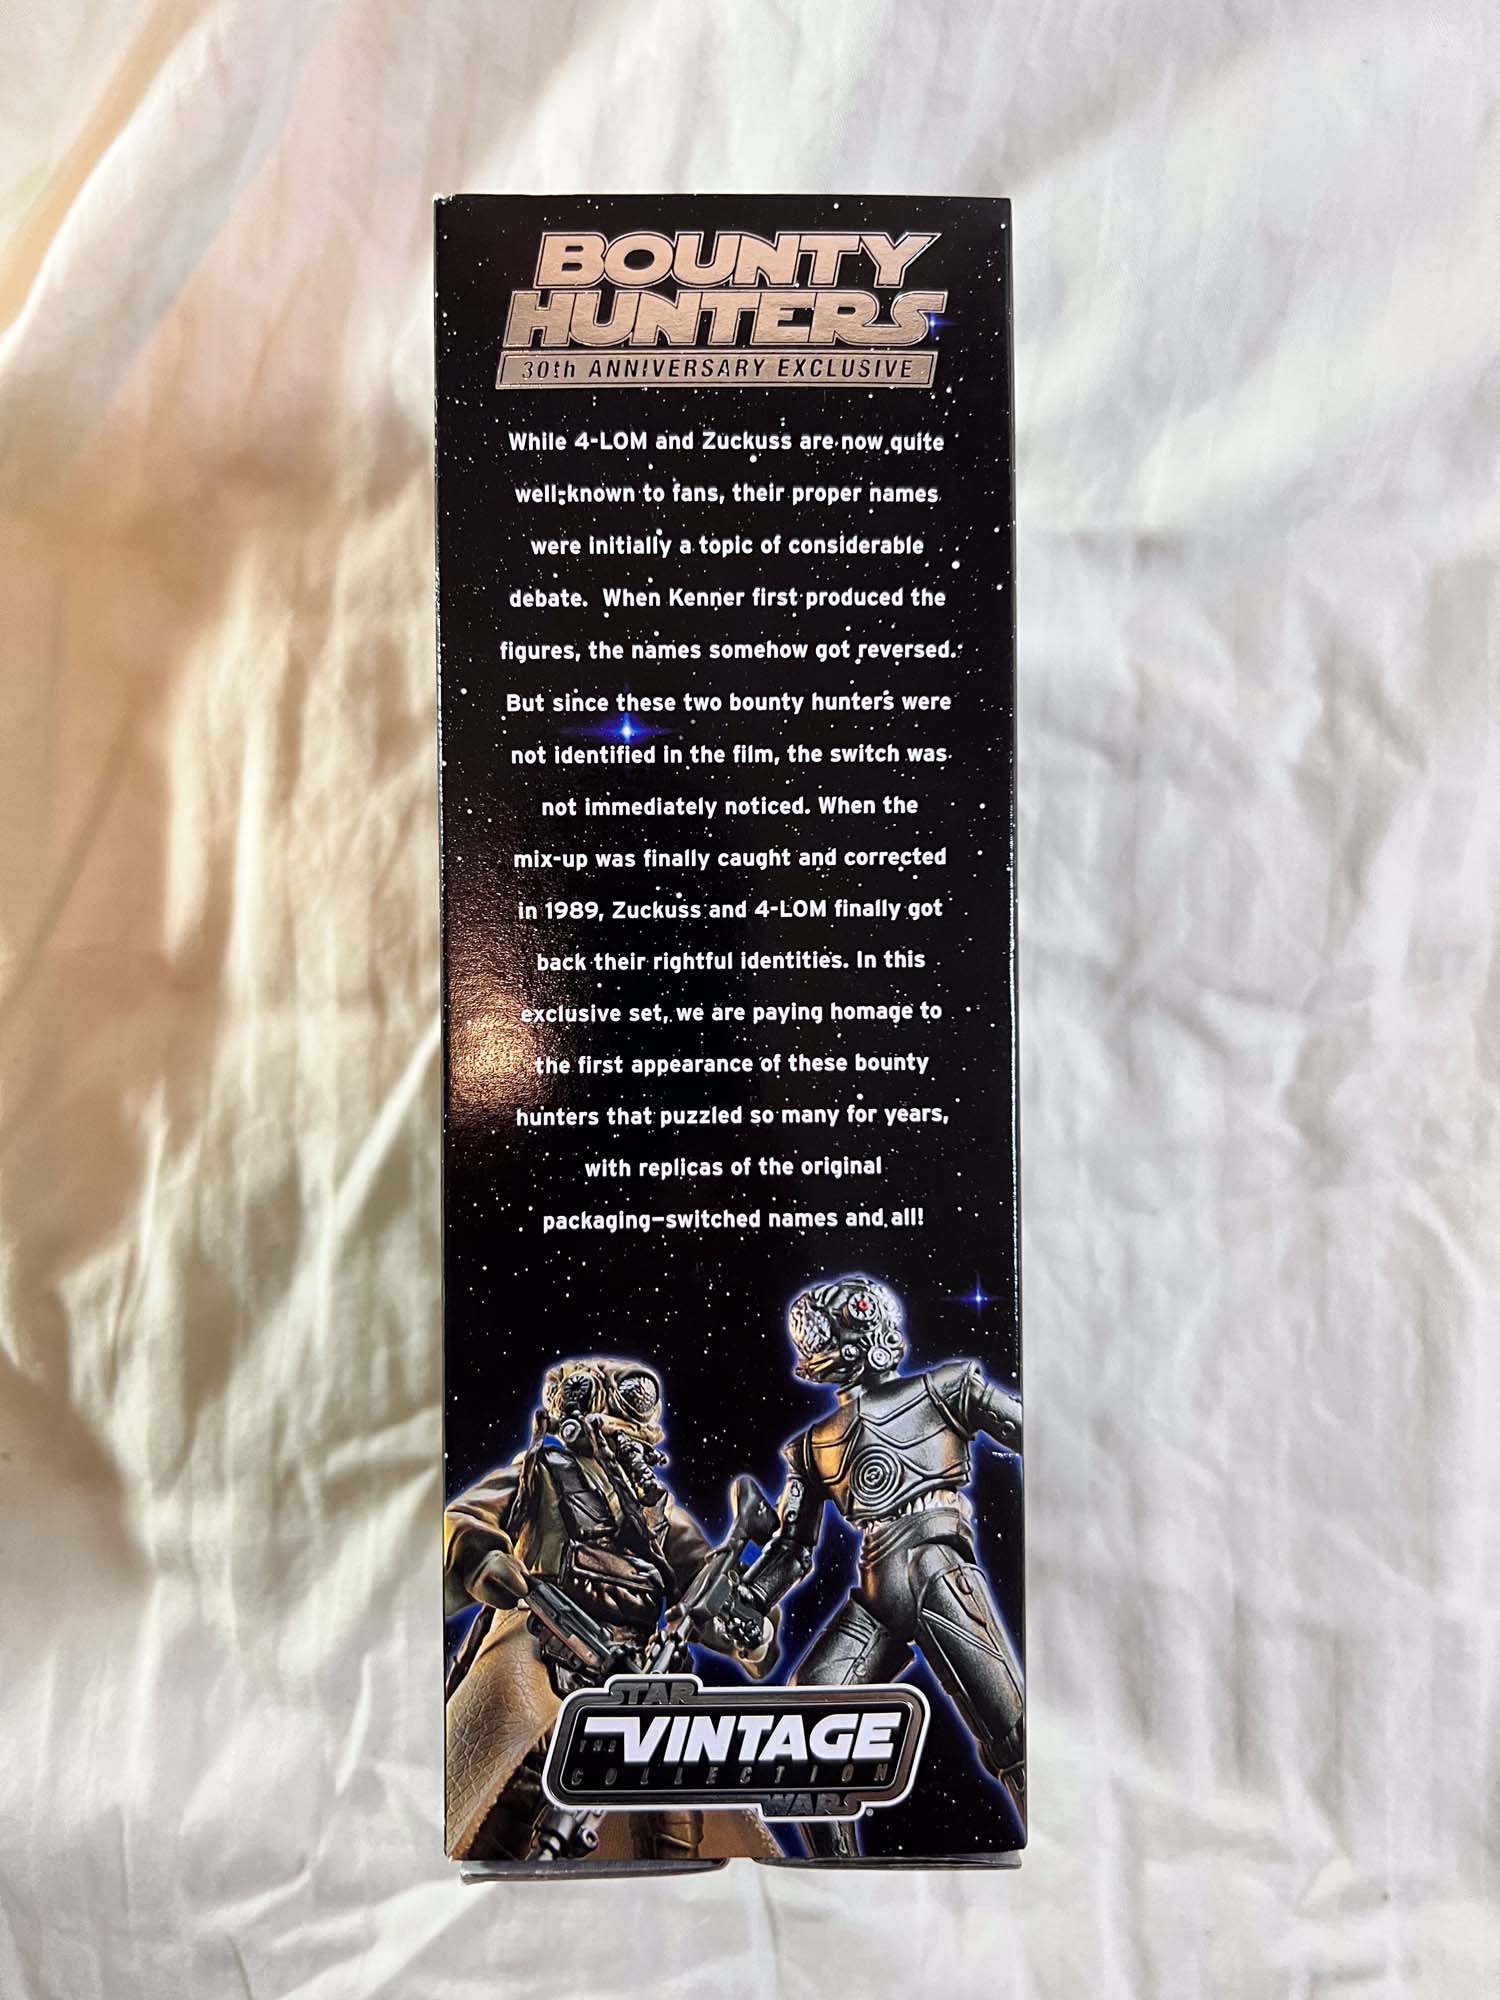 BOUNTY
HUNTERS
30th ANNIVERSARY EXCLUSIVE
While 4-LOM and Zuckuss are now quite
well-known to fans, their proper names
were initially a topic of considerable
debate. When Kenner first produced the
figures, the names somehow got reversed.
But since these two bounty hunters were
not identified in the film, the switch was
not immediately noticed. When the
mix-up was finally caught and corrected
in 1989, Zuckuss and 4-LOM finally got
back their rightful identities. In this
exclusive set, we are paying homage to
the first appearance of these bounty
hunters that puzzled so many for years,
with replicas of the original
packaging–switched names and all!
STAR
THE VINTAGE
COLLECTION
WARS®